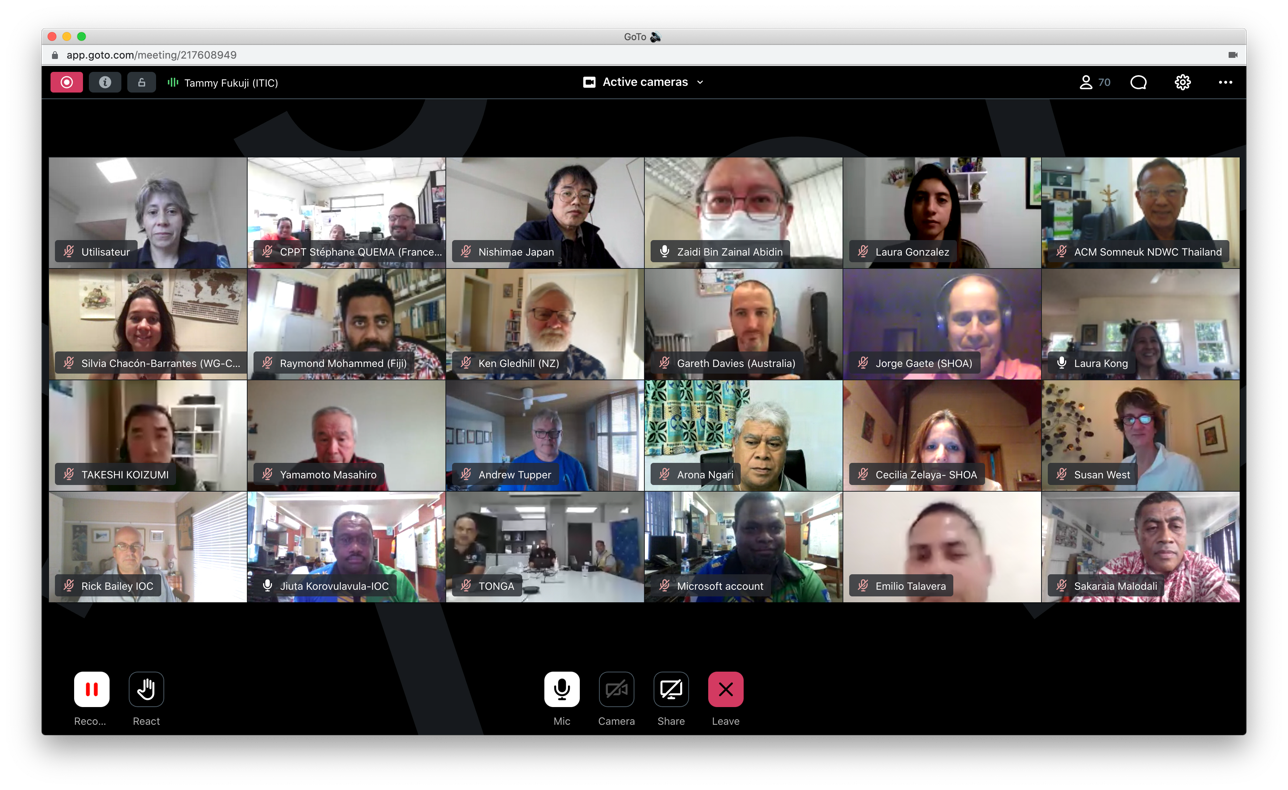 GoTo
app.goto.com/meeting/217608949
Tammy Fukuji (ITIC)
Active cameras
70
Utilisateur
CPPT Stéphane QUEMA (France...
Nishimae Japan
Zaidi Bin Zainal Abidin
Laura Gonzalez
ACM Somneuk NDWC Thailand
Silvia Chacón-Barrantes (WG-C...
Raymond Mohammed (Fiji)
Ken Gledhill (NZ)
Gareth Davies (Australia)
Jorge Gaete (SHOA)
Laura Kong
TAKESHI KOIZUMI
Yamamoto Masahiro
Andrew Tupper
Arona Ngari
Cecilia Zelaya- SHOA
Susan West
Rick Bailey IOC
Jiuta Korovulavula-IOC
TONGA
Microsoft account
Emilio Talavera
Sakaraia Malodali
Reco...
React
Mic
Camera
Share
Leave